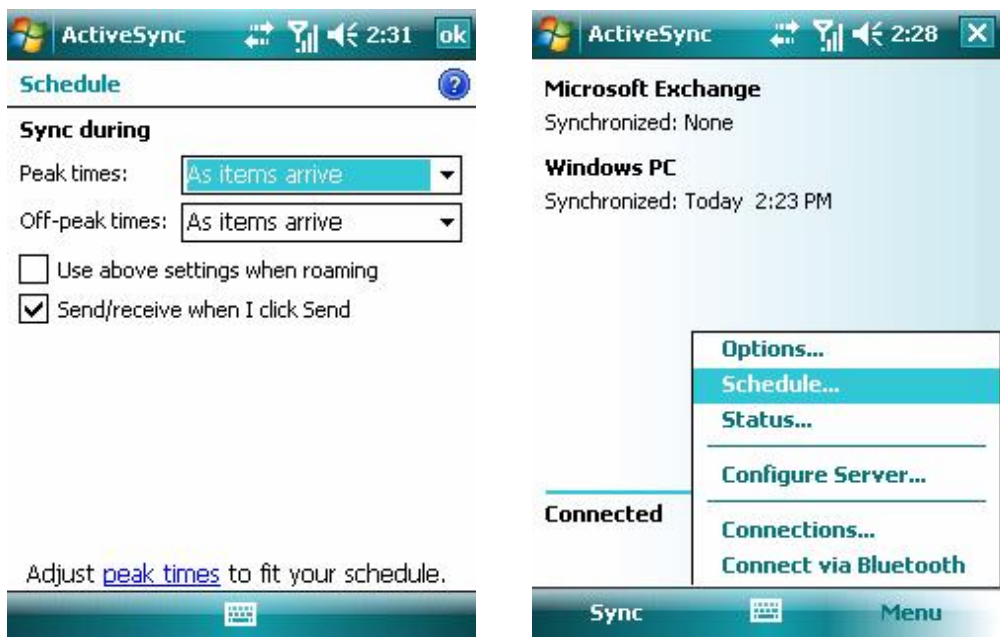 ActiveSync 2:31 ok
Schedule ?
Sync during
Peak times: As items arrive
Off-peak times: As items arrive
Use above settings when roaming
Send/receive when I click Send
Adjust peak times to fit your schedule.
ActiveSync 2:28 X
Microsoft Exchange
Synchronized: None
Windows PC
Synchronized: Today 2:23 PM
Options...
Schedule...
Status...
Configure Server...
Connected
Connections...
Connect via Bluetooth
Sync Menu